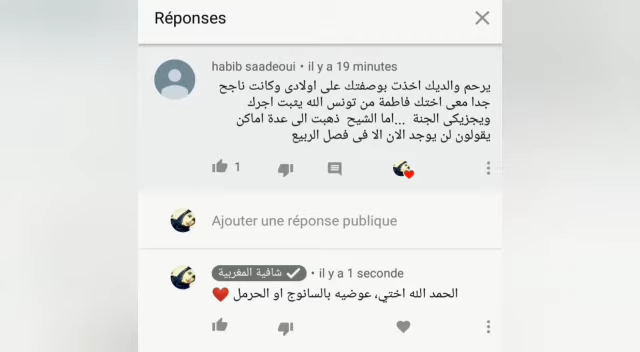 Réponses
habib saadeoui • il y a 19 minutes
يرحم والديك اخذت بوصفتك على اولادى وكانت ناجح
جدا معى اختك فاطمة من تونس الله يثبت اجرك
ويجزيكى الجنة ...اما الشيح ذهبت الى عدة اماكن
يقولون لن يوجد الان الا فى فصل الربيع
1
Ajouter une réponse publique
شافية المغربية • il y a 1 seconde
الحمد الله اختي، عوضيه بالسانوج او الحرمل ❤️